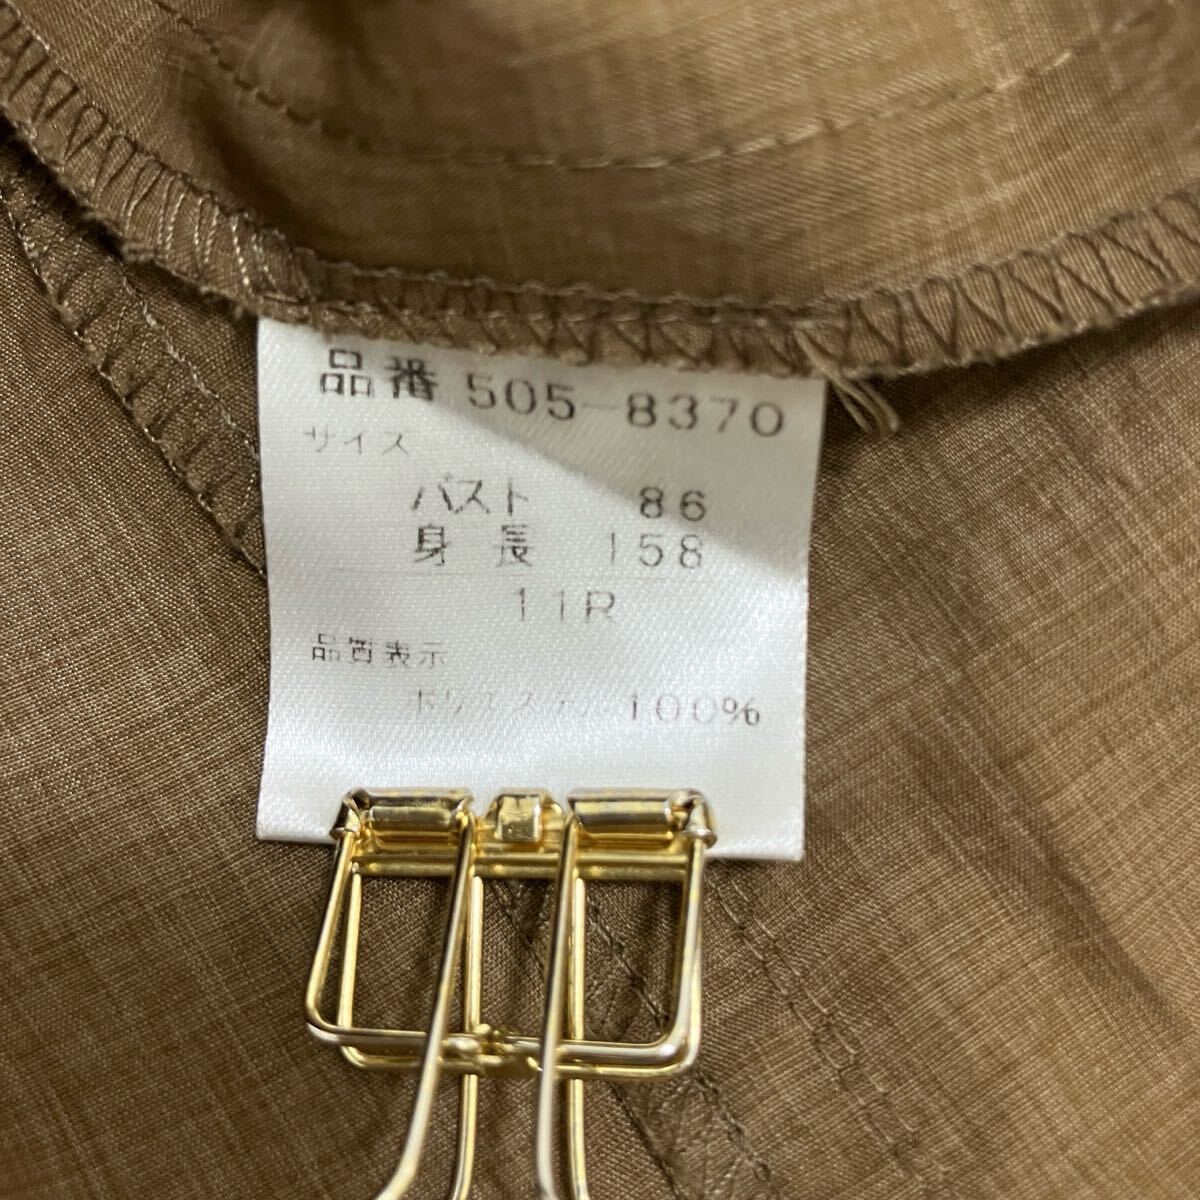 品番 505-8370
サイズ
バスト 86
身長 158
11R
品質表示
ポリエステル 100%